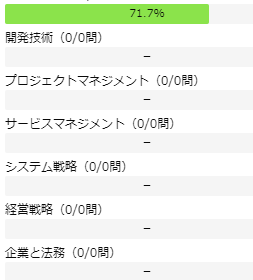 71.7%
開発技術（0/0問）
–
プロジェクトマネジメント（0/0問）
–
サービスマネジメント（0/0問）
–
システム戦略（0/0問）
–
経営戦略（0/0問）
–
企業と法務（0/0問）
–